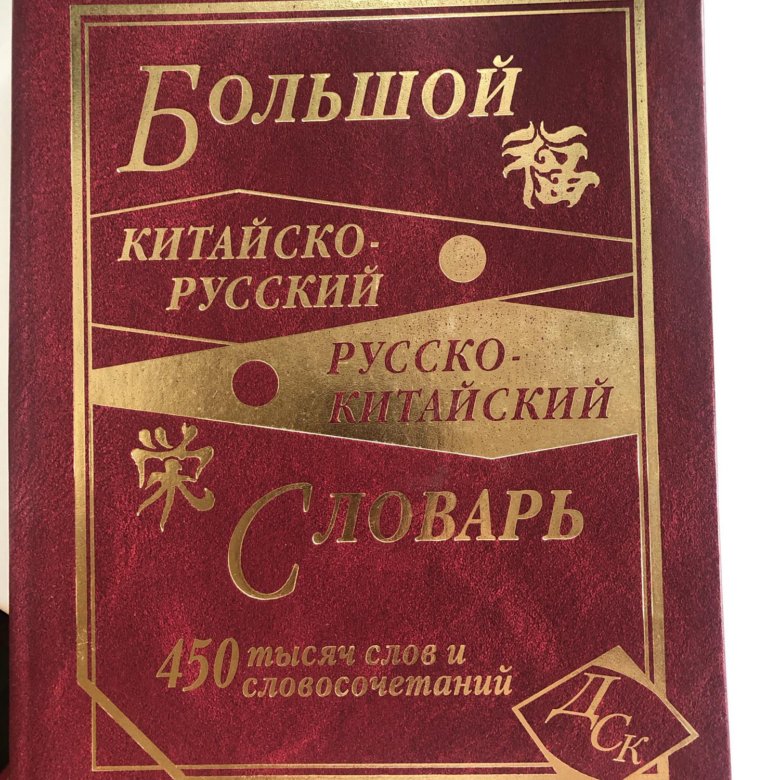 Большой
福
китайско-
русский
русско-
китайский
栄
Словарь
450 тысяч слов и
словосочетаний
ДСК